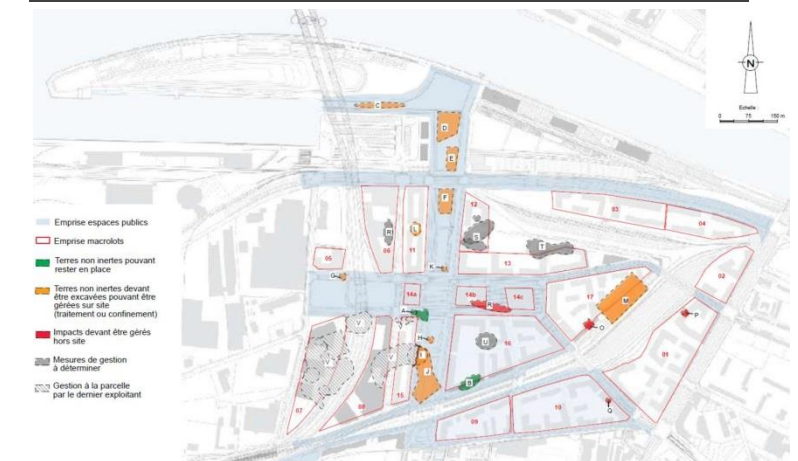 N
Echelle :
0 75 150 m
C
D
E
F
12
03
04
R
L
S
T
05
06
11
13
02
G
K
14a
14b
14c
17
M
A
R
O
P
V
H
U
16
01
V
I
J
B
07
08
15
09
10
Q
Emprise espaces publics
Emprise macrolots
Terres non inertes pouvant
rester en place
Terres non inertes devant
être excavées pouvant être
gérées sur site
(traitement ou confinement)
Impacts devant être gérés
hors site
Mesures de gestion
à déterminer
Gestion à la parcelle
par le dernier exploitant